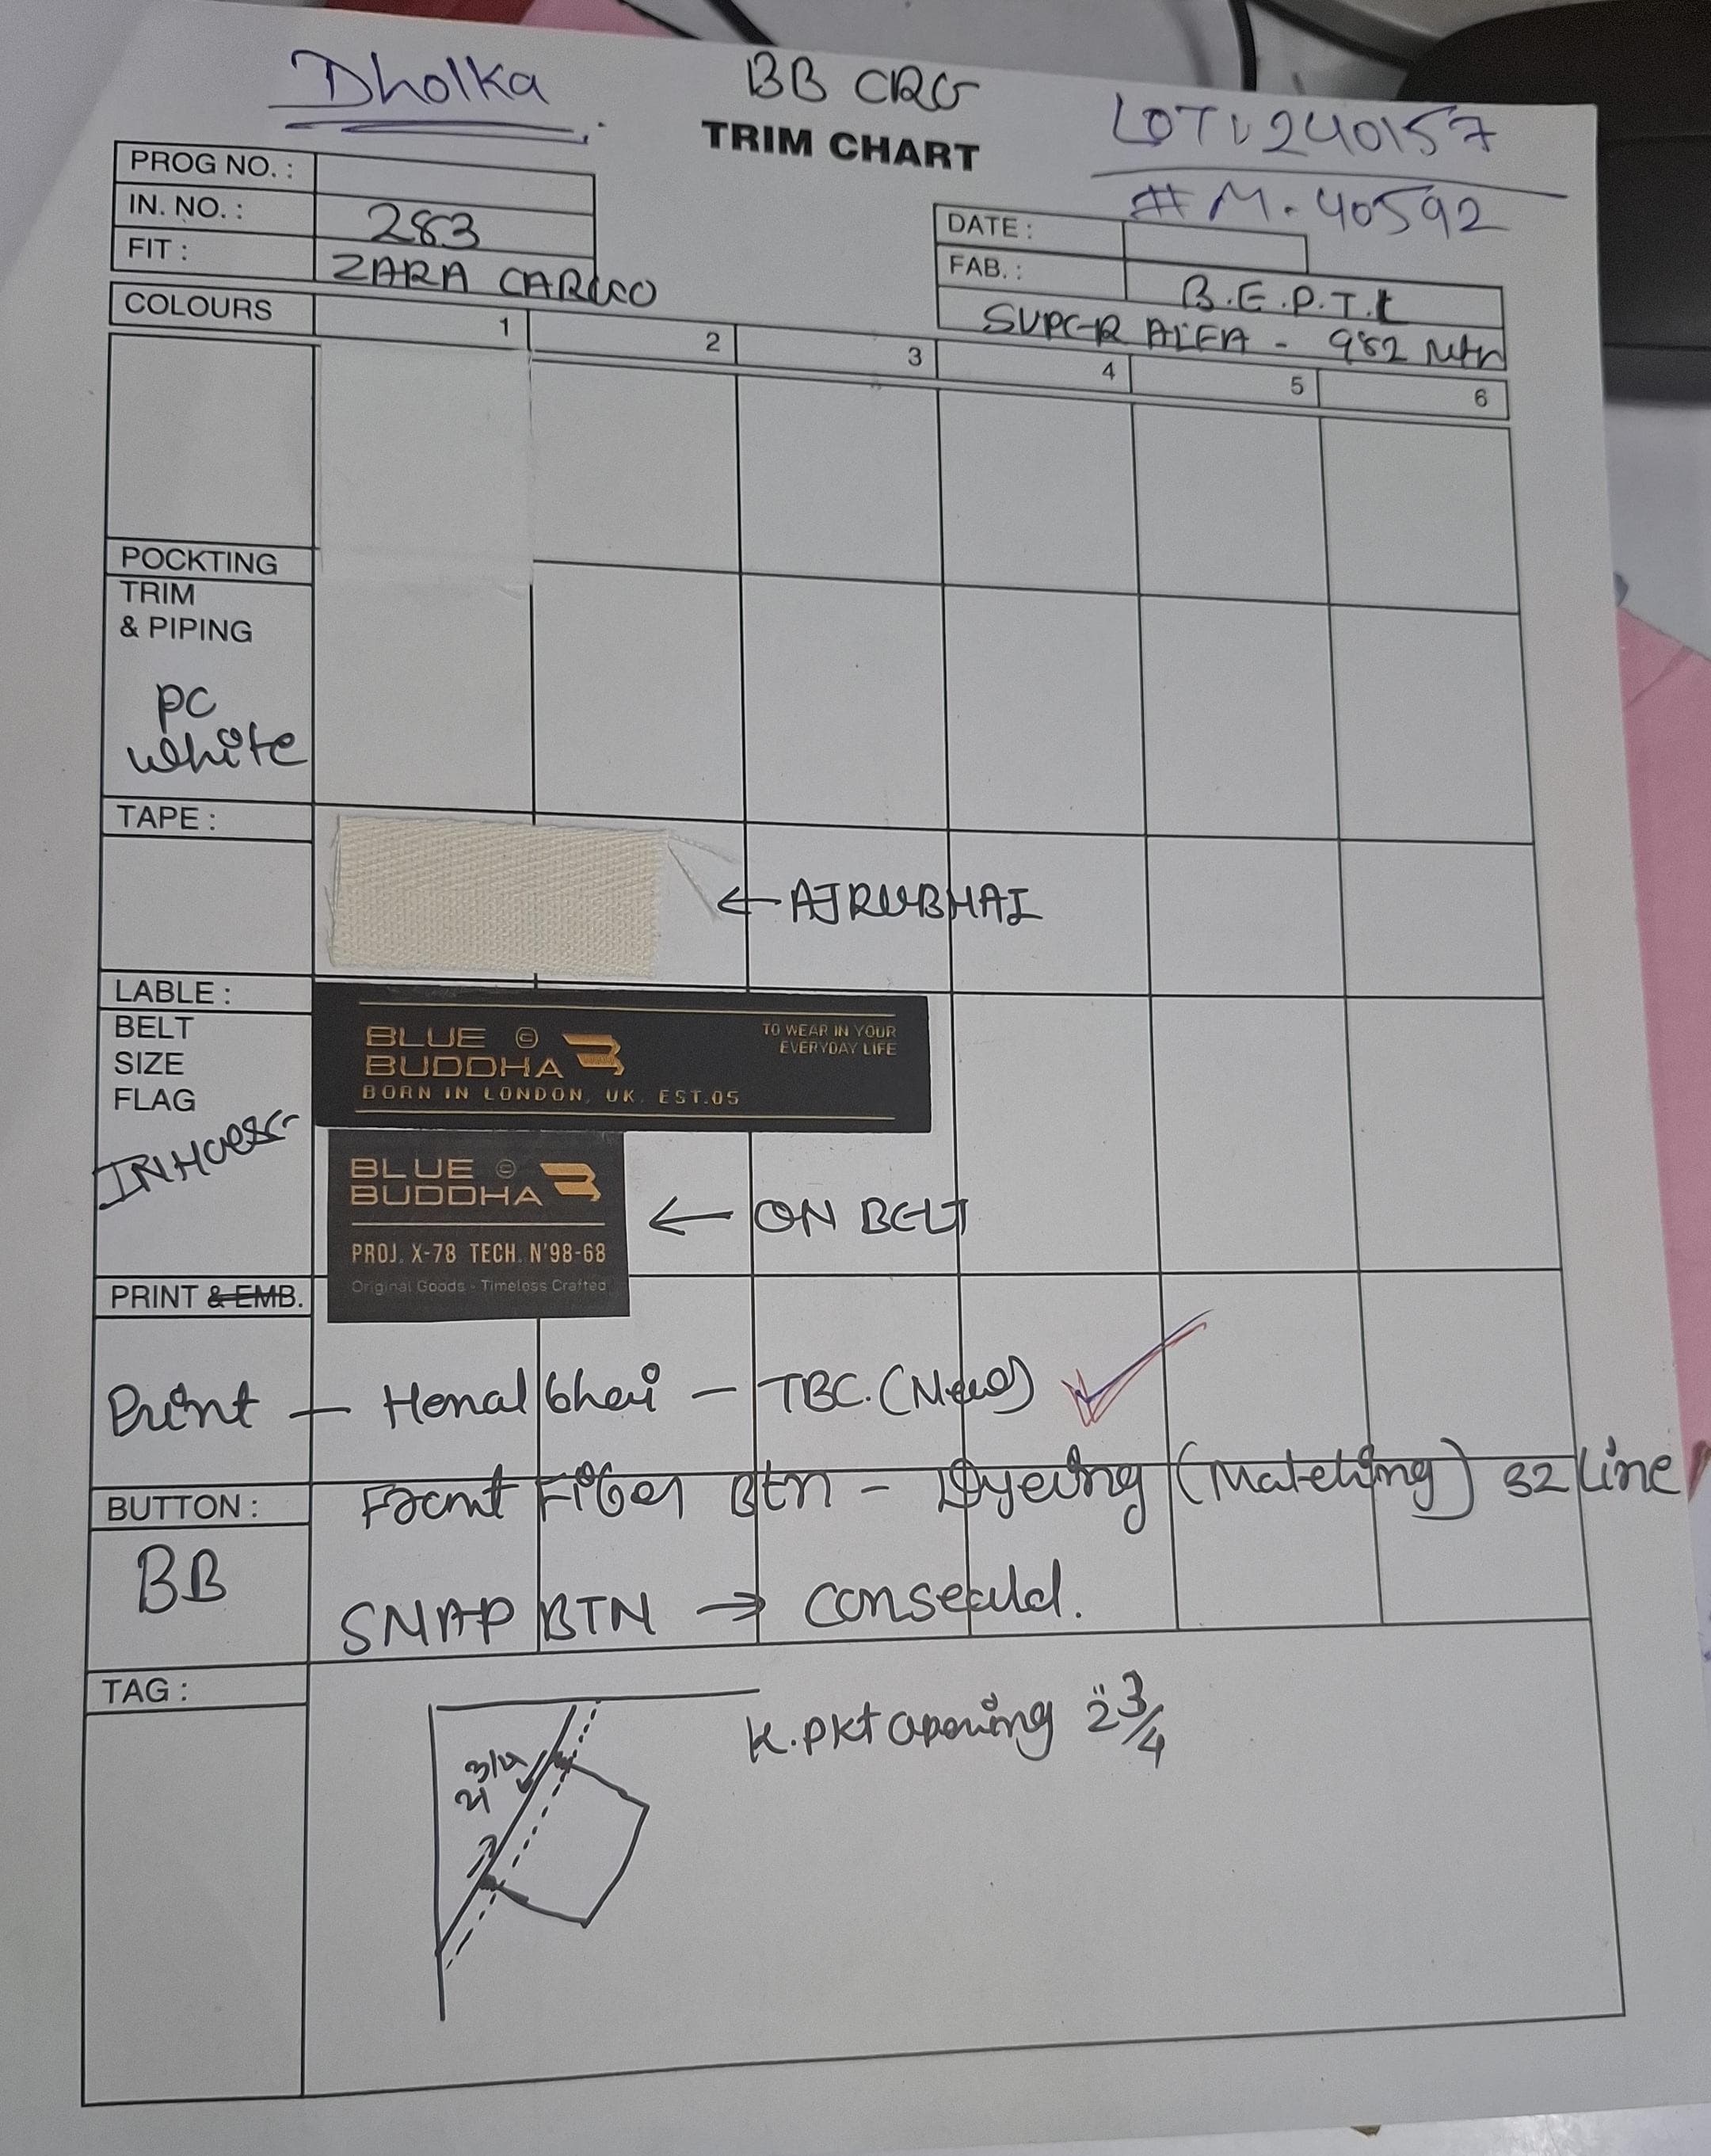 Dholka
BB CRG
TRIM CHART
LOT: 240157
# M. 40592
PROG NO. :
IN. NO. : 283
FIT : ZARA
DATE :
FAB. : B.E.P.T.L
SUPER ALFA - 982 Mtr
COLOURS 1 2 3 4 5 6
POCKTING
TRIM
& PIPING
PC
white
TAPE :
← AJRUBHAI
LABLE :
BELT
SIZE
FLAG
BLUE ©
BUDDHA
BORN IN LONDON, UK. EST.05
TO WEAR IN YOUR
EVERYDAY LIFE
BLUE ©
BUDDHA
PROJ. X-78 TECH. N'98-68
Original Goods - Timeless Crafted
← ON BELT
PRINT & EMB.
Print - Henal bhai - TBC. (New)
BUTTON :
BB
Front Fiber Btn - Dyeing (Matching) 32 Line
SNAP BTN → conseald.
TAG :
K.pkt opening 2 3/4"
2 3/4